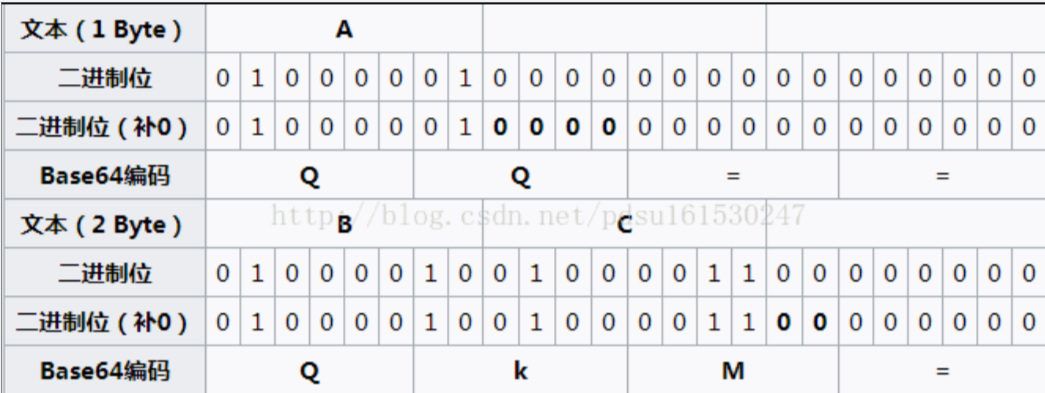 文本（1 Byte） A
二进制位 0 1 0 0 0 0 0 1 0 0 0 0 0 0 0 0 0 0 0 0 0 0 0 0
二进制位（补0） 0 1 0 0 0 0 0 1 0 0 0 0 0 0 0 0 0 0 0 0 0 0 0 0
Base64编码 Q Q = =
http://blog.csdn.net/pdsu161530247
文本（2 Byte） B C
二进制位 0 1 0 0 0 0 1 0 0 1 0 0 0 0 1 1 0 0 0 0 0 0 0 0
二进制位（补0） 0 1 0 0 0 0 1 0 0 1 0 0 0 0 1 1 0 0 0 0 0 0 0 0
Base64编码 Q k M =